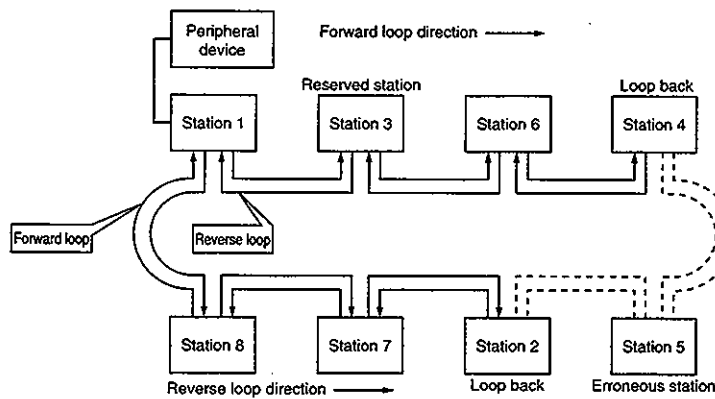 Peripheral
device
Forward loop direction
Reserved station
Loop back
Station 1
Station 3
Station 6
Station 4
Forward loop
Reverse loop
Station 8
Station 7
Station 2
Station 5
Reverse loop direction
Loop back
Erroneous station